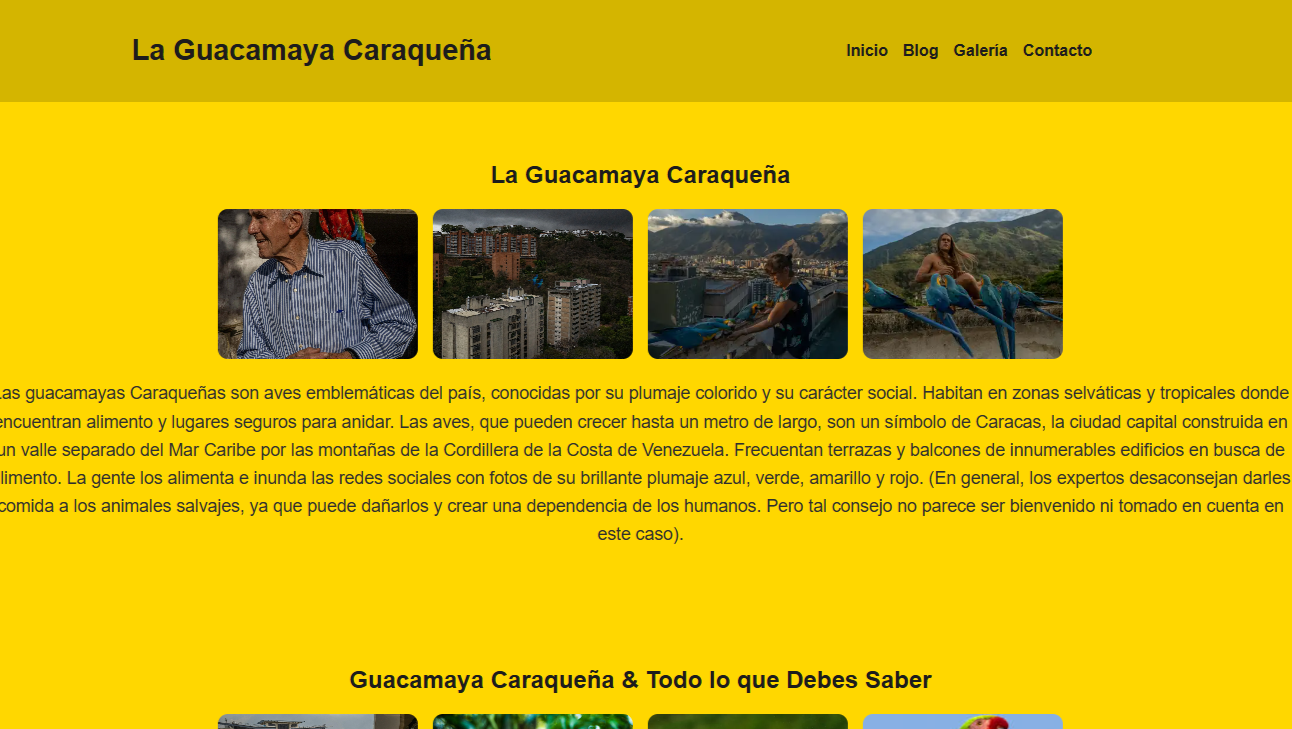 La Guacamaya Caraqueña
Inicio Blog Galería Contacto
La Guacamaya Caraqueña
Las guacamayas Caraqueñas son aves emblemáticas del país, conocidas por su plumaje colorido y su carácter social. Habitan en zonas selváticas y tropicales donde
encuentran alimento y lugares seguros para anidar. Las aves, que pueden crecer hasta un metro de largo, son un símbolo de Caracas, la ciudad capital construida en
un valle separado del Mar Caribe por las montañas de la Cordillera de la Costa de Venezuela. Frecuentan terrazas y balcones de innumerables edificios en busca de
limento. La gente los alimenta e inunda las redes sociales con fotos de su brillante plumaje azul, verde, amarillo y rojo. (En general, los expertos desaconsejan darles
comida a los animales salvajes, ya que puede dañarlos y crear una dependencia de los humanos. Pero tal consejo no parece ser bienvenido ni tomado en cuenta en
este caso).
Guacamaya Caraqueña & Todo lo que Debes Saber